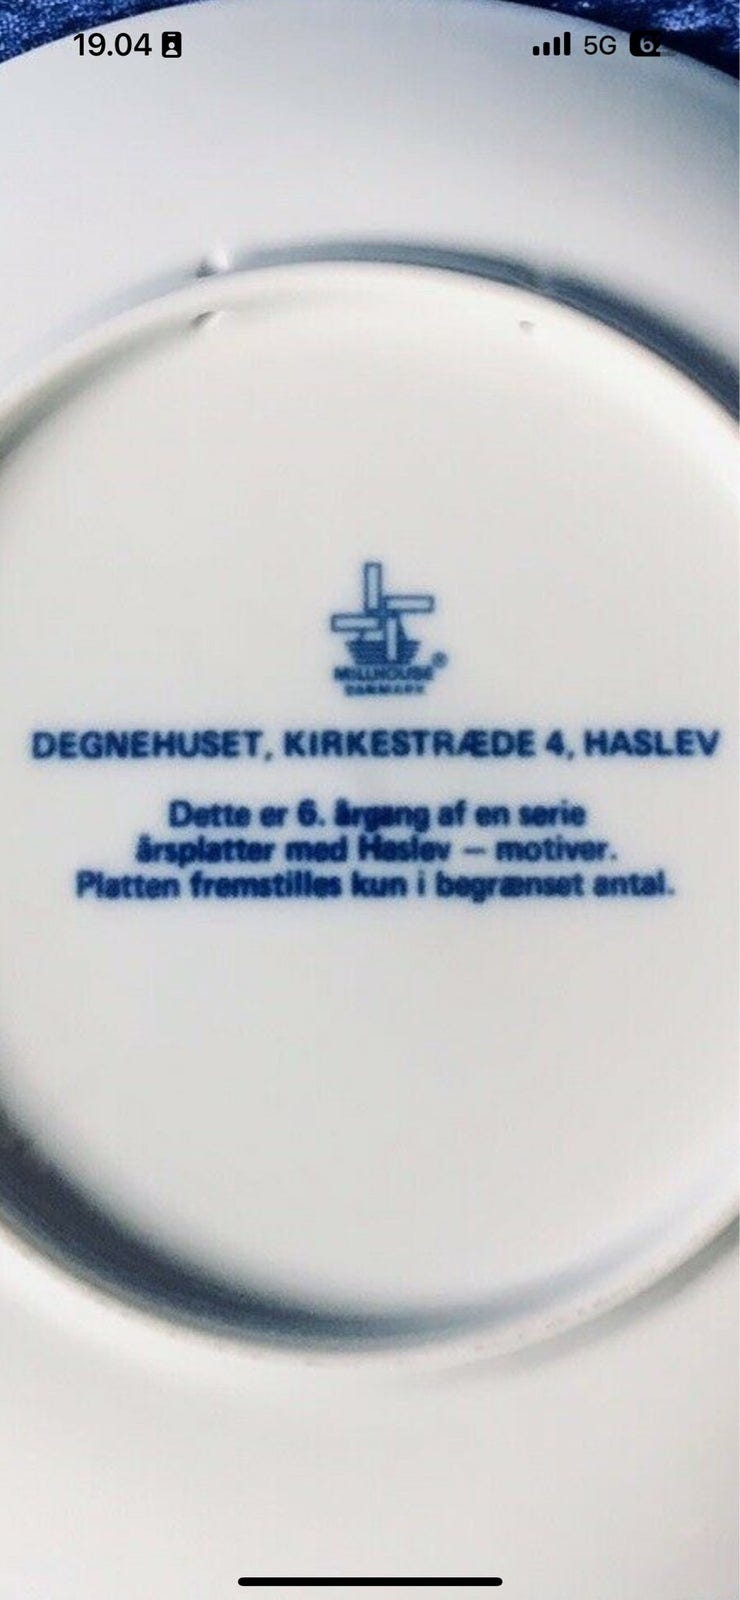 19.04
5G
MILLHOUSE®
DANMARK
DEGNEHUSET, KIRKESTRÆDE 4, HASLEV
Dette er 6. årgang af en serie
årsplatter med Haslev – motiver.
Platten fremstilles kun i begrænset antal.